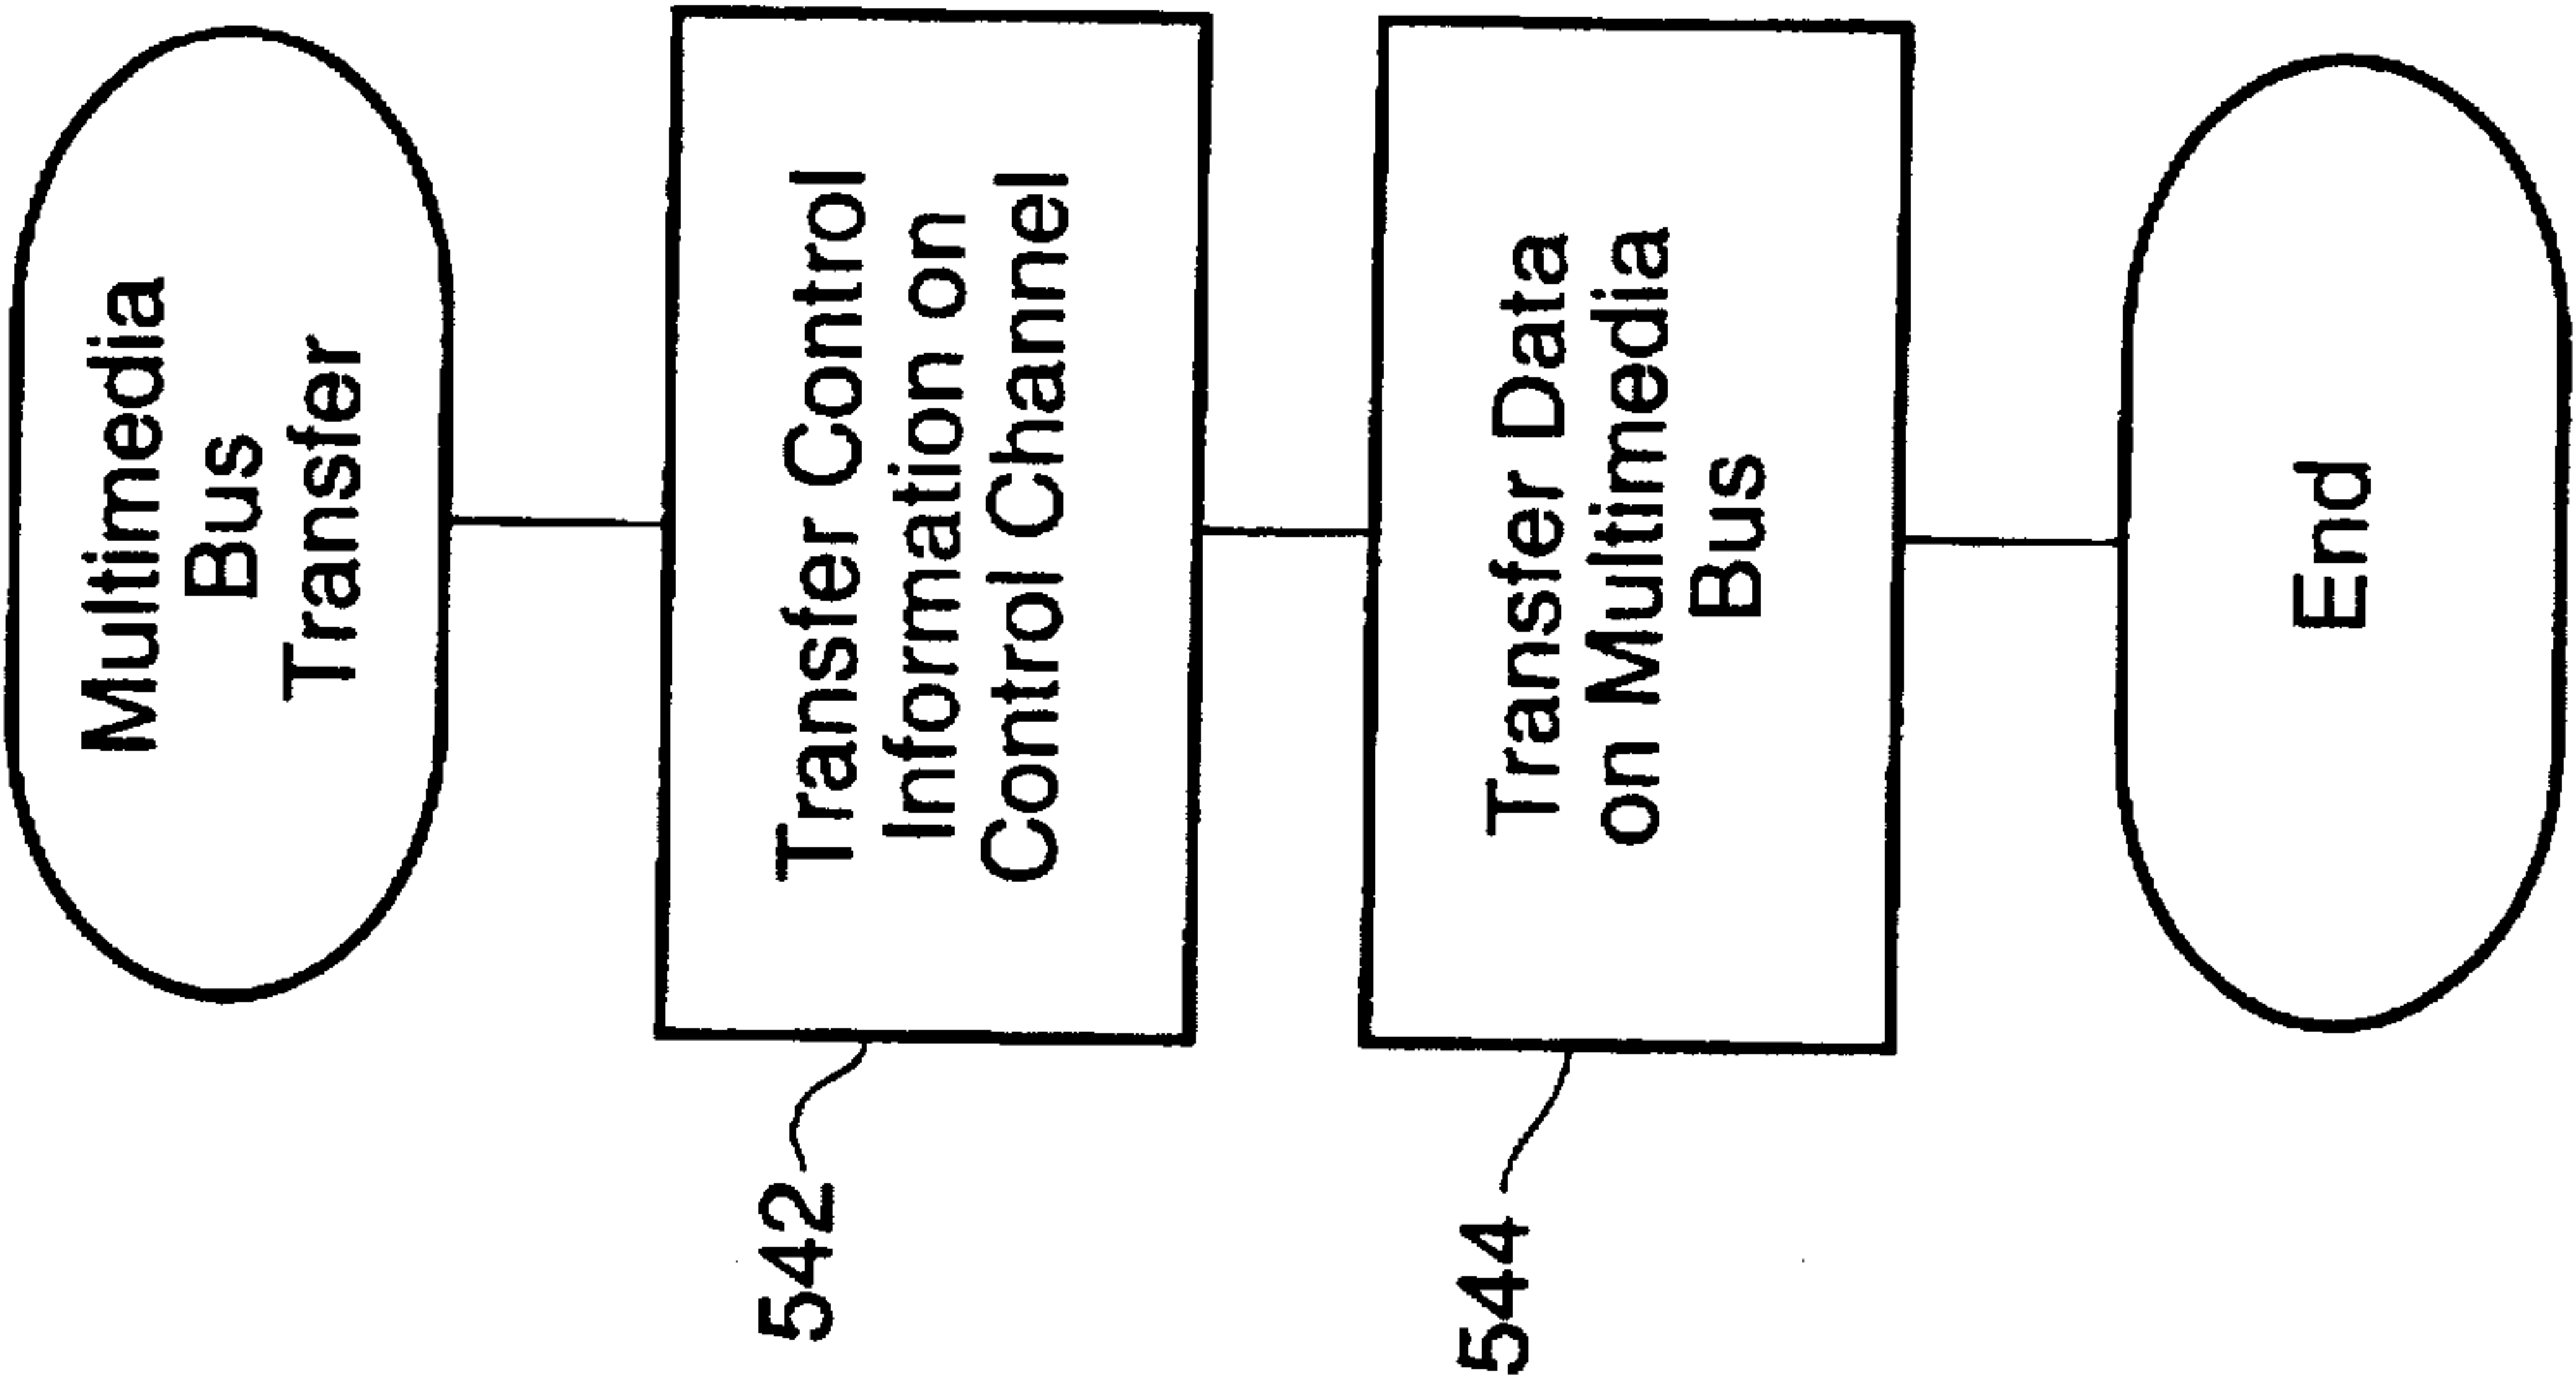 Multimedia
Bus
Transfer
542
Transfer Control
Information on
Control Channel
544
Transfer Data
on Multimedia
Bus
End